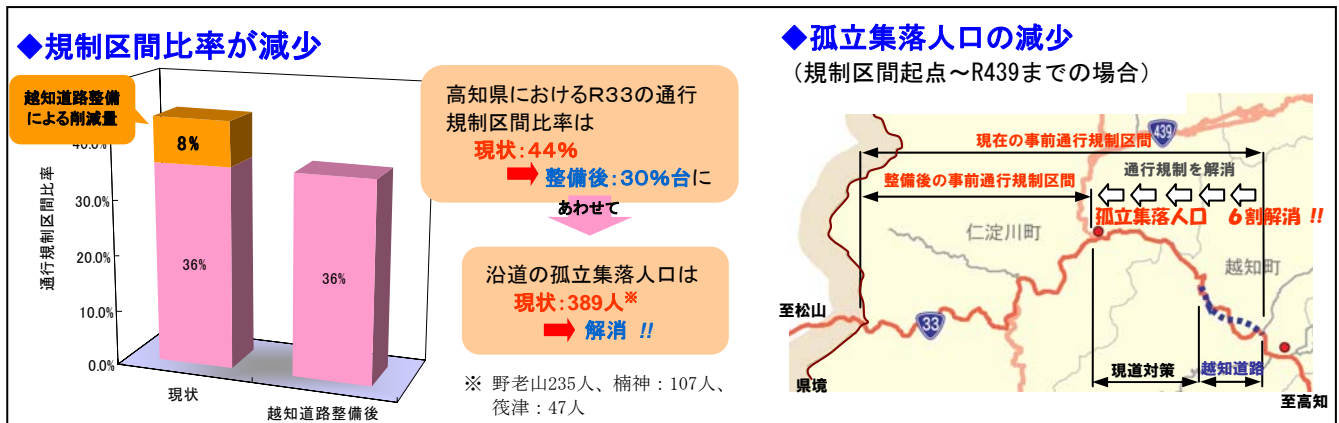 ◆規制区間比率が減少
越知道路整備
による削減量
通行規制区間比率
40.0%
30.0%
20.0%
10.0%
0.0%
8%
36%
36%
現状
越知道路整備後
高知県におけるR33の通行
規制区間比率は
現状:44%
整備後:30%台に
あわせて
沿道の孤立集落人口は
現状:389人※
解消 !!
※ 野老山235人、楠神:107人、
筏津:47人
◆孤立集落人口の減少
(規制区間起点~R439までの場合)
439
現在の事前通行規制区間
通行規制を解消
整備後の事前通行規制区間
孤立集落人口 6割解消 !!
仁淀川町
越知町
至松山
33
県境
現道対策
越知道路
至高知